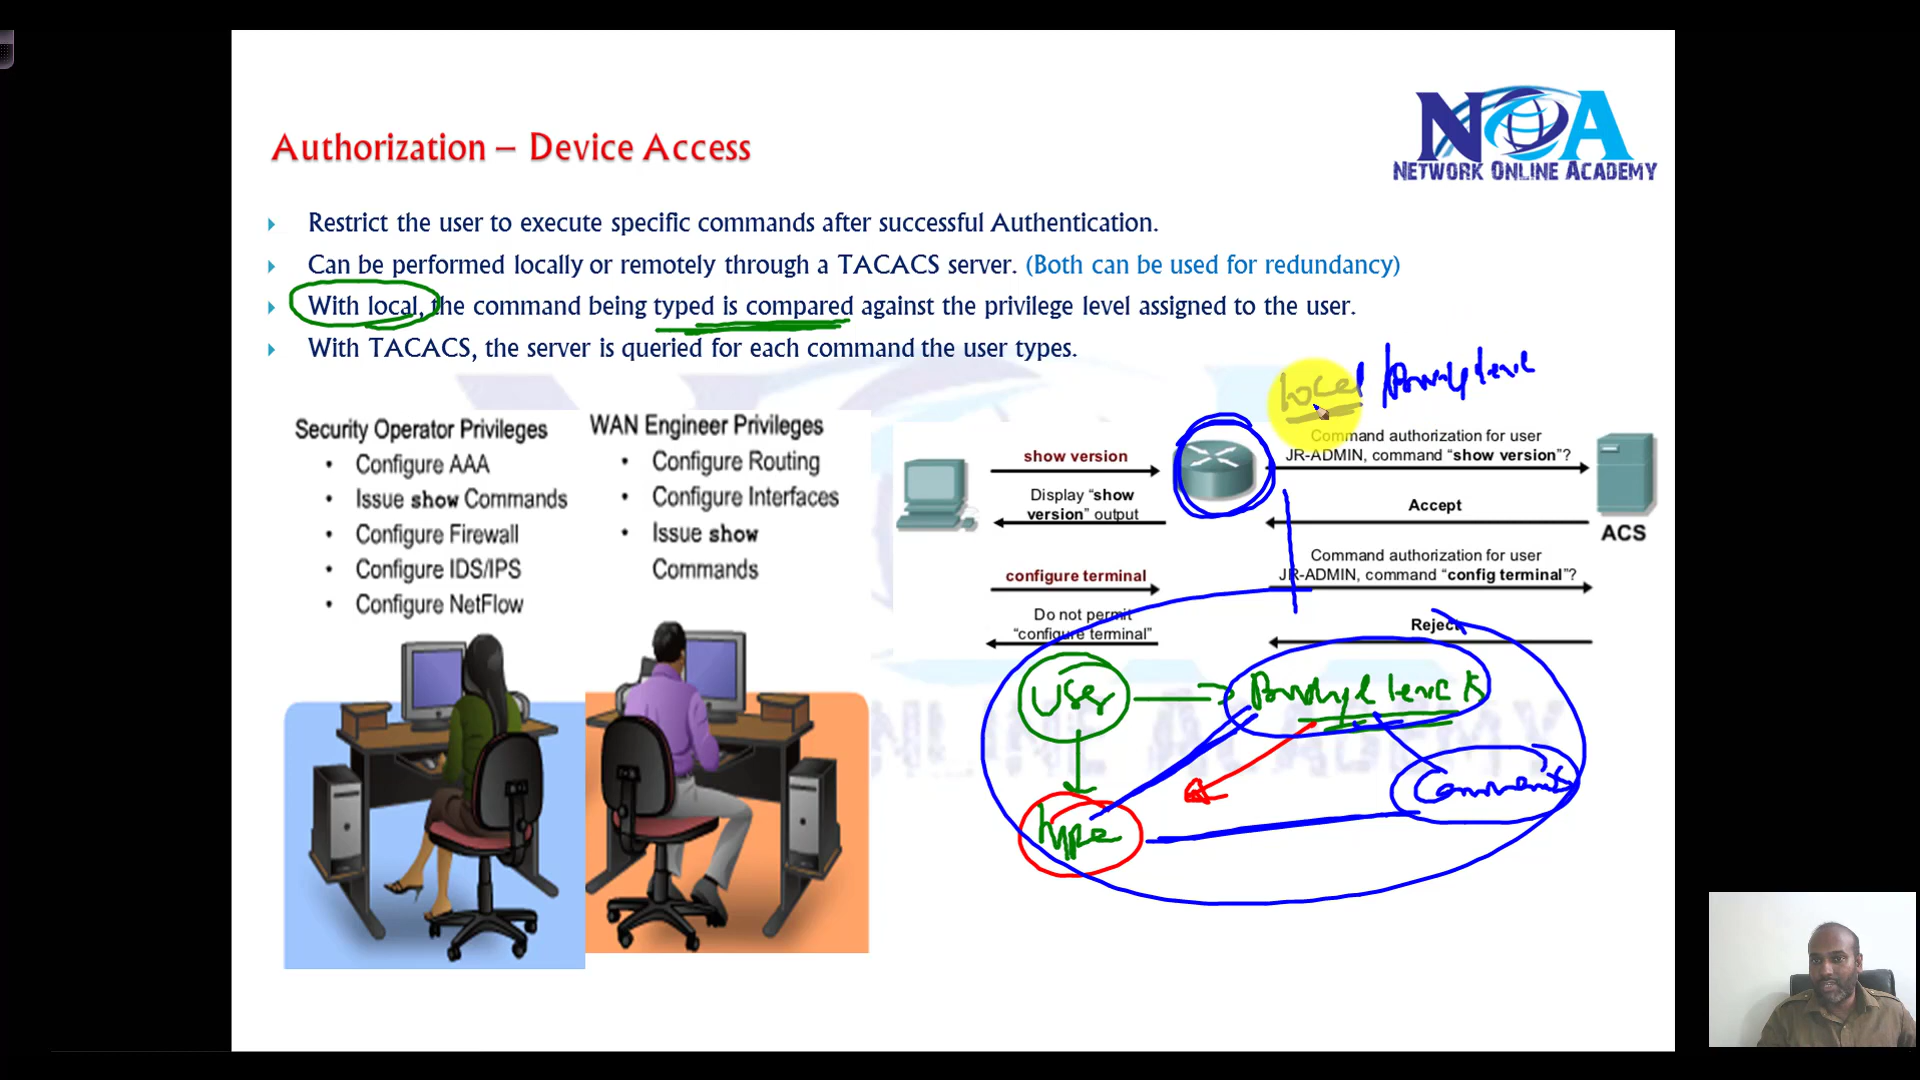 NOA
NETWORK ONLINE ACADEMY
Authorization – Device Access
Restrict the user to execute specific commands after successful Authentication.
Can be performed locally or remotely through a TACACS server. (Both can be used for redundancy)
With local, the command being typed is compared against the privilege level assigned to the user.
With TACACS, the server is queried for each command the user types.
local
Security Operator Privileges
• Configure AAA
• Issue show Commands
• Configure Firewall
• Configure IDS/IPS
• Configure NetFlow
WAN Engineer Privileges
• Configure Routing
• Configure Interfaces
• Issue show
Commands
show version
Display "show
version" output
configure terminal
Do not permit
"configure terminal"
Command authorization for user
JR-ADMIN, command "show version"?
Accept
ACS
Command authorization for user
JR-ADMIN, command "config terminal"?
Reject
User
type
ONLINE ACADEMY